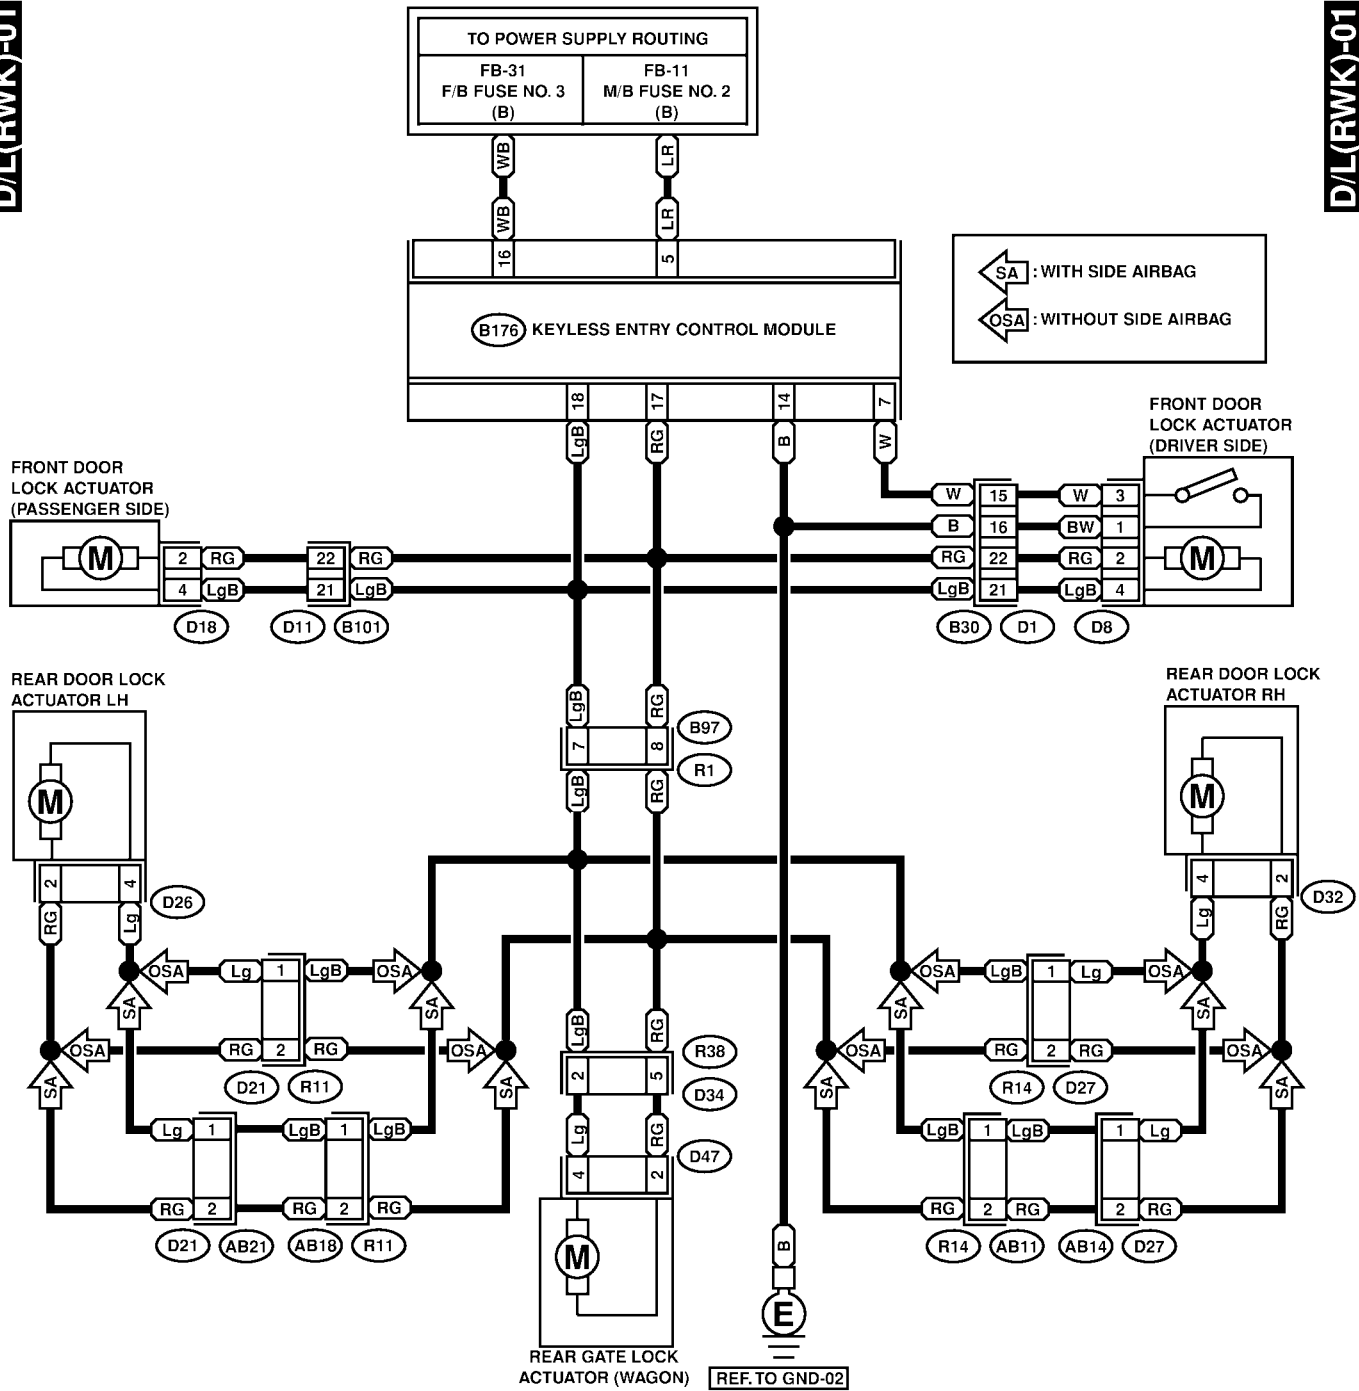 D/L(RWK)-01
D/L(RWK)-01
TO POWER SUPPLY ROUTING
FB-31
F/B FUSE NO. 3
(B)
FB-11
M/B FUSE NO. 2
(B)
WB
LR
WB
LR
16
5
SA : WITH SIDE AIRBAG
OSA : WITHOUT SIDE AIRBAG
B176 KEYLESS ENTRY CONTROL MODULE
18
17
14
7
LgB
RG
B
W
FRONT DOOR
LOCK ACTUATOR
(DRIVER SIDE)
W 15 W 3
B 16 BW 1
RG 22 RG 2
LgB 21 LgB 4
B30 D1 D8
FRONT DOOR
LOCK ACTUATOR
(PASSENGER SIDE)
M
M
2 RG 22 RG
4 LgB 21 LgB
D18 D11 B101
LgB
RG
7
8
B97
R1
LgB
RG
REAR DOOR LOCK
ACTUATOR LH
M
2
4
D26
RG
Lg
REAR DOOR LOCK
ACTUATOR RH
M
4
2
D32
Lg
RG
OSA Lg 1 LgB OSA
SA
SA
OSA RG 2 RG OSA
SA
SA
D21 R11
Lg 1 LgB 1 LgB
RG 2 RG 2 RG
D21 AB21 AB18 R11
OSA LgB 1 Lg OSA
SA
SA
OSA RG 2 RG OSA
SA
SA
R14 D27
LgB 1 LgB 1 Lg
RG 2 RG 2 RG
R14 AB11 AB14 D27
LgB
RG
2
5
R38
D34
Lg
RG
4
2
D47
M
REAR GATE LOCK
ACTUATOR (WAGON)
B
E
REF. TO GND-02